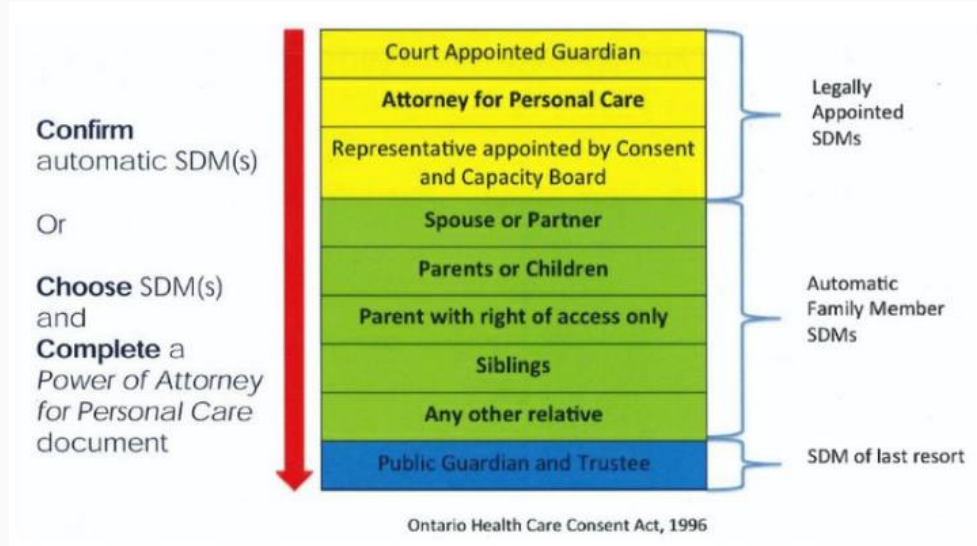 Confirm
automatic SDM(s)
Or
Choose SDM(s)
and
Complete a
Power of Attorney
for Personal Care
document
Court Appointed Guardian
Attorney for Personal Care
Representative appointed by Consent
and Capacity Board
Spouse or Partner
Parents or Children
Parent with right of access only
Siblings
Any other relative
Public Guardian and Trustee
Legally
Appointed
SDMs
Automatic
Family Member
SDMs
SDM of last resort
Ontario Health Care Consent Act, 1996